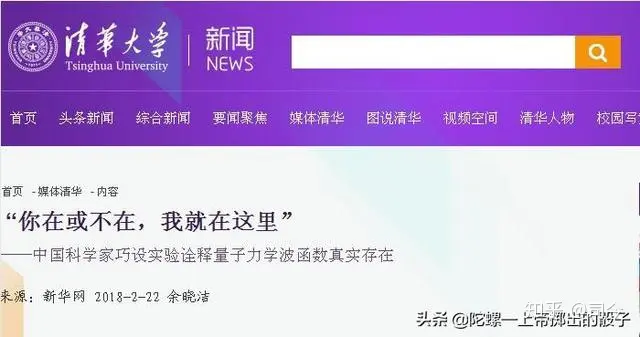 清华大学
Tsinghua University
新闻
NEWS
首页 头条新闻 综合新闻 要闻聚焦 媒体清华 图说清华 视频空间 清华人物 校园写
首页 -媒体清华 -内容
“你在或不在，我就在这里”
——中国科学家巧设实验诠释量子力学波函数真实存在
来源：新华网 2018-2-22 余晓洁
知乎
头条 @陀螺—上帝掷出的骰子